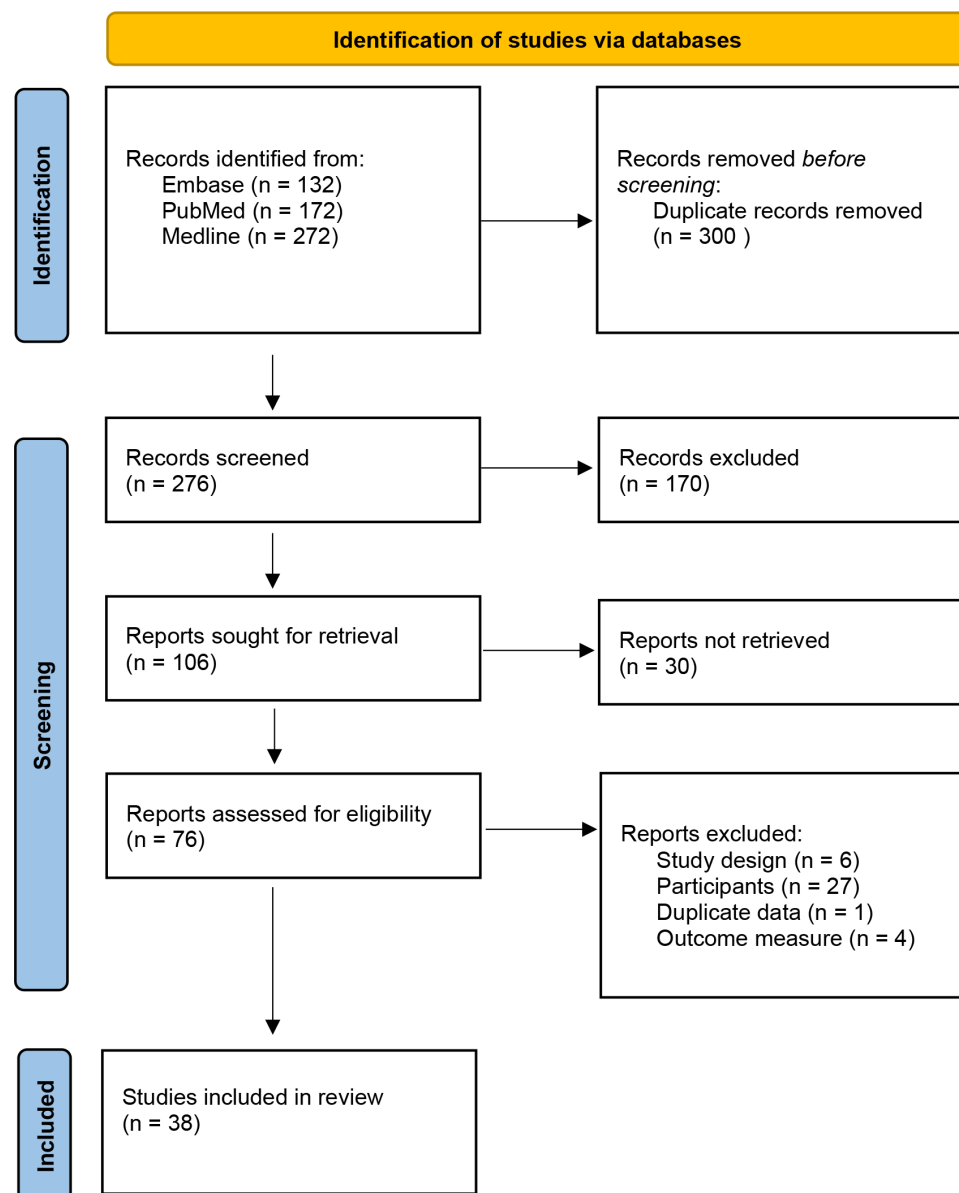 Identification of studies via databases
Identification
Records identified from:
Embase (n = 132)
PubMed (n = 172)
Medline (n = 272)
Records removed before
screening:
Duplicate records removed
(n = 300 )
Screening
Records screened
(n = 276)
Records excluded
(n = 170)
Reports sought for retrieval
(n = 106)
Reports not retrieved
(n = 30)
Reports assessed for eligibility
(n = 76)
Reports excluded:
Study design (n = 6)
Participants (n = 27)
Duplicate data (n = 1)
Outcome measure (n = 4)
Included
Studies included in review
(n = 38)